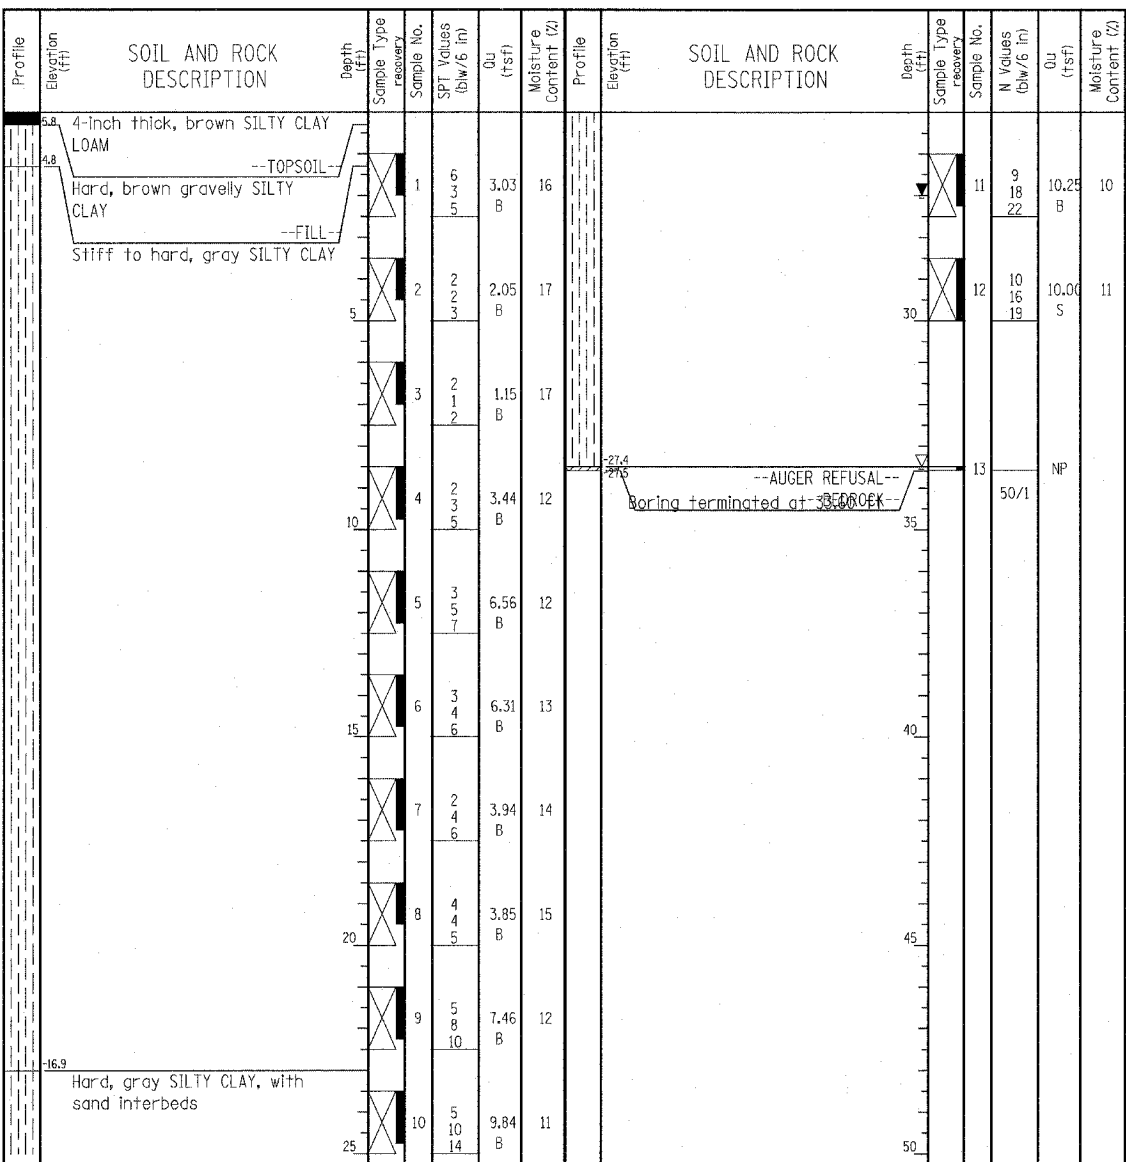 Profile
Elevation (ft)
SOIL AND ROCK
DESCRIPTION
Depth (ft)
Sample Type
recovery
Sample No.
SPT Values
(blw/6 in)
Qu
(tsf)
Moisture
Content (%)
Profile
Elevation (ft)
SOIL AND ROCK
DESCRIPTION
Depth (ft)
Sample Type
recovery
Sample No.
N Values
(blw/6 in)
Qu
(tsf)
Moisture
Content (%)
5.8 4-inch thick, brown SILTY CLAY
LOAM
4.8 --TOPSOIL--
Hard, brown gravelly SILTY
CLAY
--FILL--
Stiff to hard, gray SILTY CLAY
1 6 3 5 3.03 B 16
2 2 2 3 2.05 B 17
5
3 2 1 2 1.15 B 17
4 2 3 5 3.44 B 12
10
5 3 5 7 6.56 B 12
6 3 4 6 6.31 B 13
15
7 2 4 6 3.94 B 14
8 4 4 5 3.85 B 15
20
9 5 8 10 7.46 B 12
-16.9
Hard, gray SILTY CLAY, with
sand interbeds
10 5 10 14 9.84 B 11
25
11 9 18 22 10.25 B 10
12 10 16 19 10.00 S 11
30
-27.4
-27.5
--AUGER REFUSAL--
--BEDROCK--
Boring terminated at 33.60 ft
13 50/1 NP
35
40
45
50